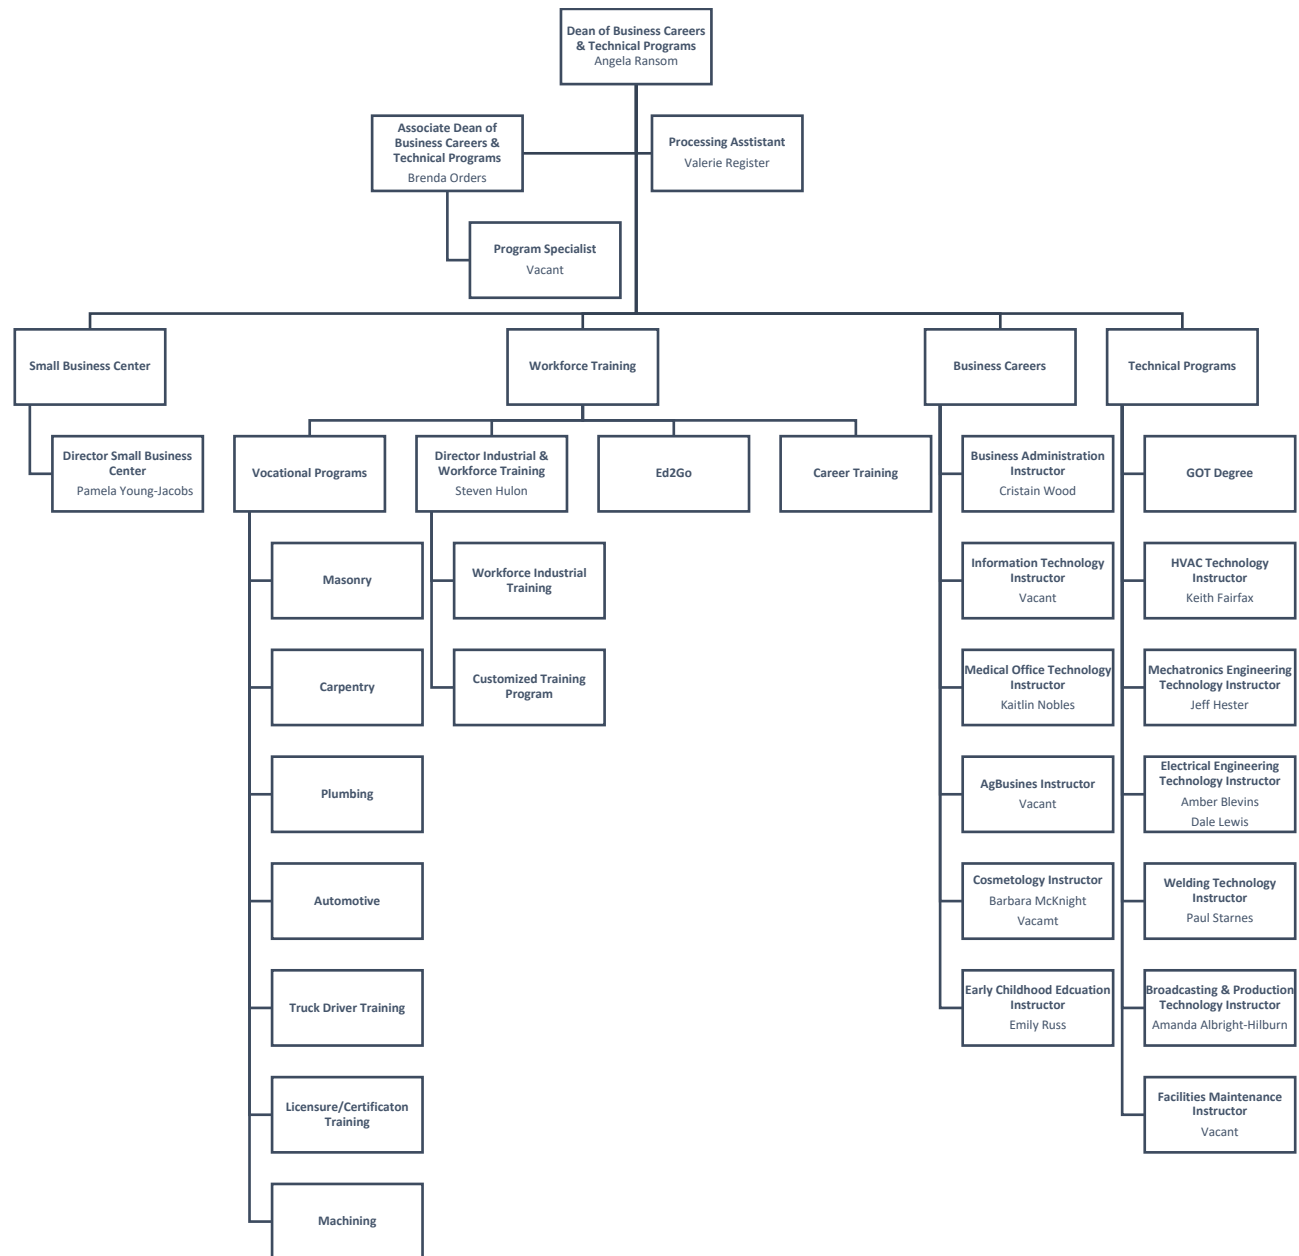 Dean of Business Careers
& Technical Programs
Angela Ransom
Associate Dean of
Business Careers &
Technical Programs
Brenda Orders
Processing Asstistant
Valerie Register
Program Specialist
Vacant
Small Business Center
Workforce Training
Business Careers
Technical Programs
Director Small Business
Center
Pamela Young-Jacobs
Vocational Programs
Director Industrial &
Workforce Training
Steven Hulon
Ed2Go
Career Training
Business Administration
Instructor
Cristain Wood
GOT Degree
Masonry
Workforce Industrial
Training
Information Technology
Instructor
Vacant
HVAC Technology
Instructor
Keith Fairfax
Carpentry
Customized Training
Program
Medical Office Technology
Instructor
Kaitlin Nobles
Mechatronics Engineering
Technology Instructor
Jeff Hester
Plumbing
AgBusines Instructor
Vacant
Electrical Engineering
Technology Instructor
Amber Blevins
Dale Lewis
Automotive
Cosmetology Instructor
Barbara McKnight
Vacamt
Welding Technology
Instructor
Paul Starnes
Truck Driver Training
Early Childhood Edcuation
Instructor
Emily Russ
Broadcasting & Production
Technology Instructor
Amanda Albright-Hilburn
Licensure/Certificaton
Training
Facilities Maintenance
Instructor
Vacant
Machining